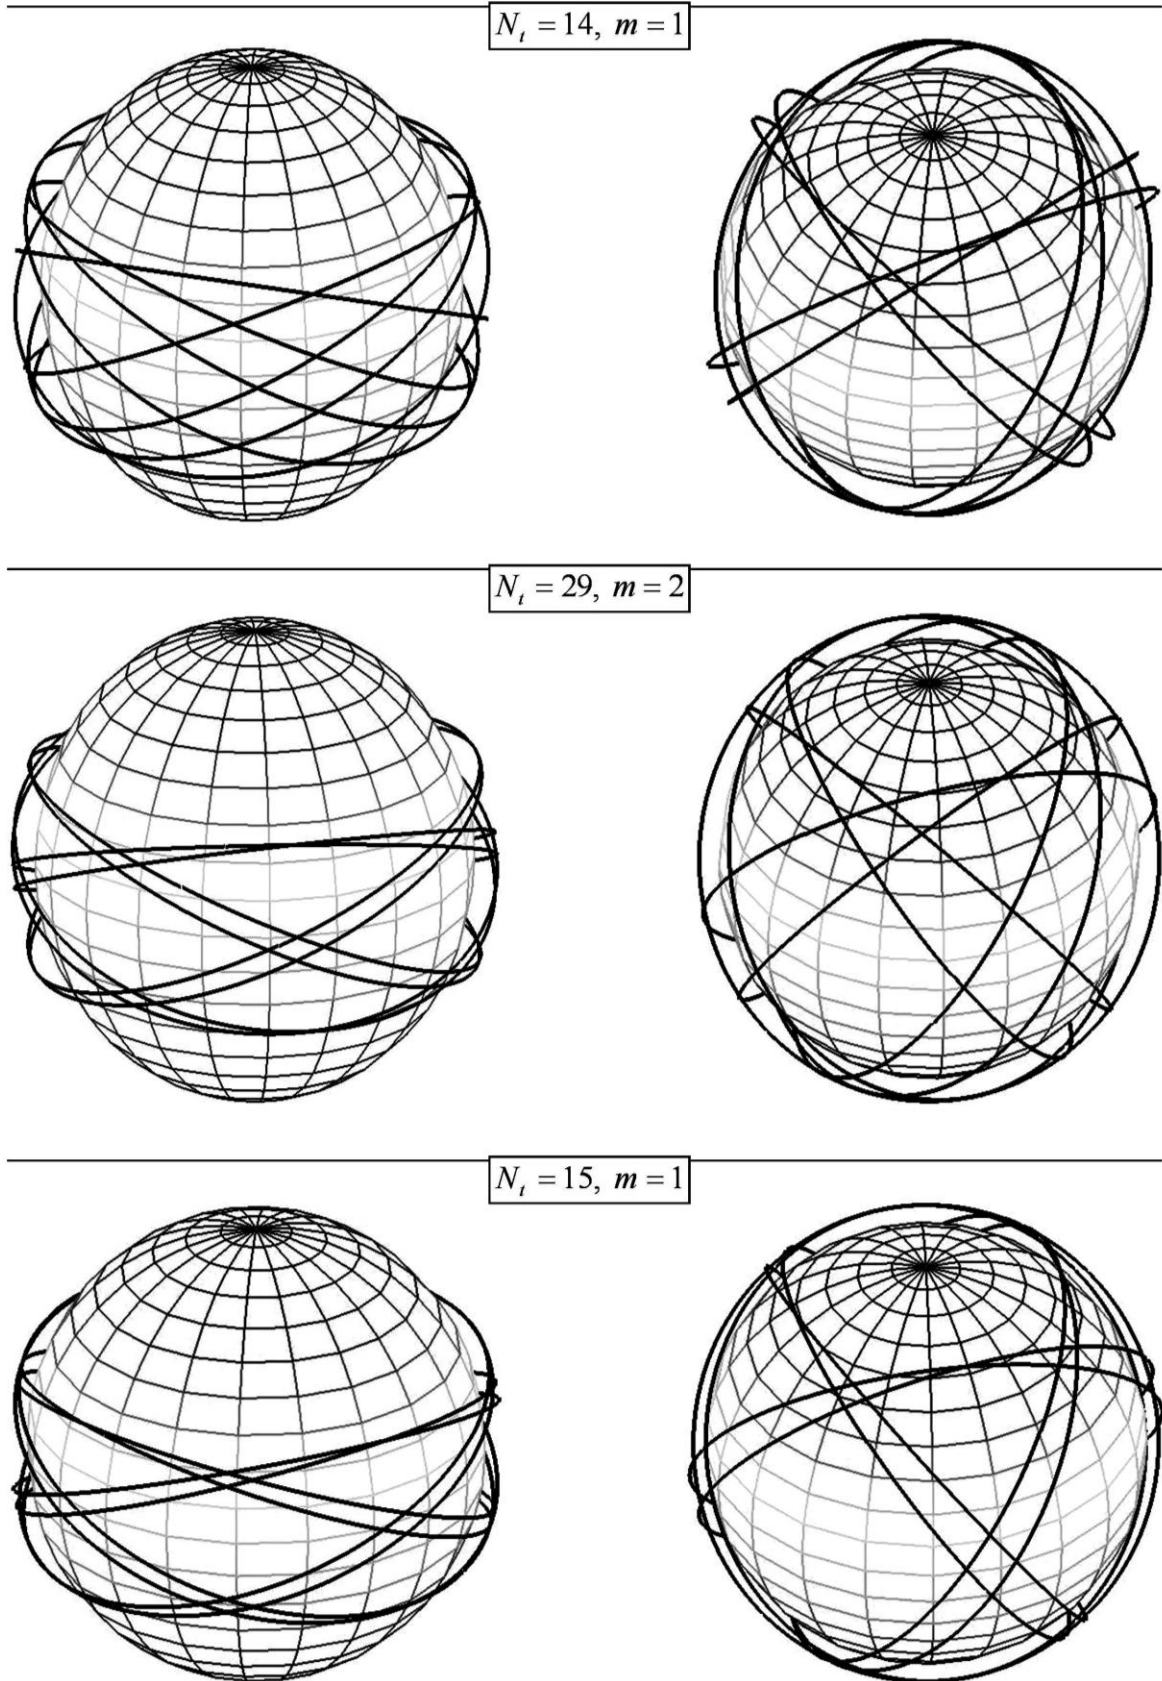 N_t = 14, m = 1
N_t = 29, m = 2
N_t = 15, m = 1